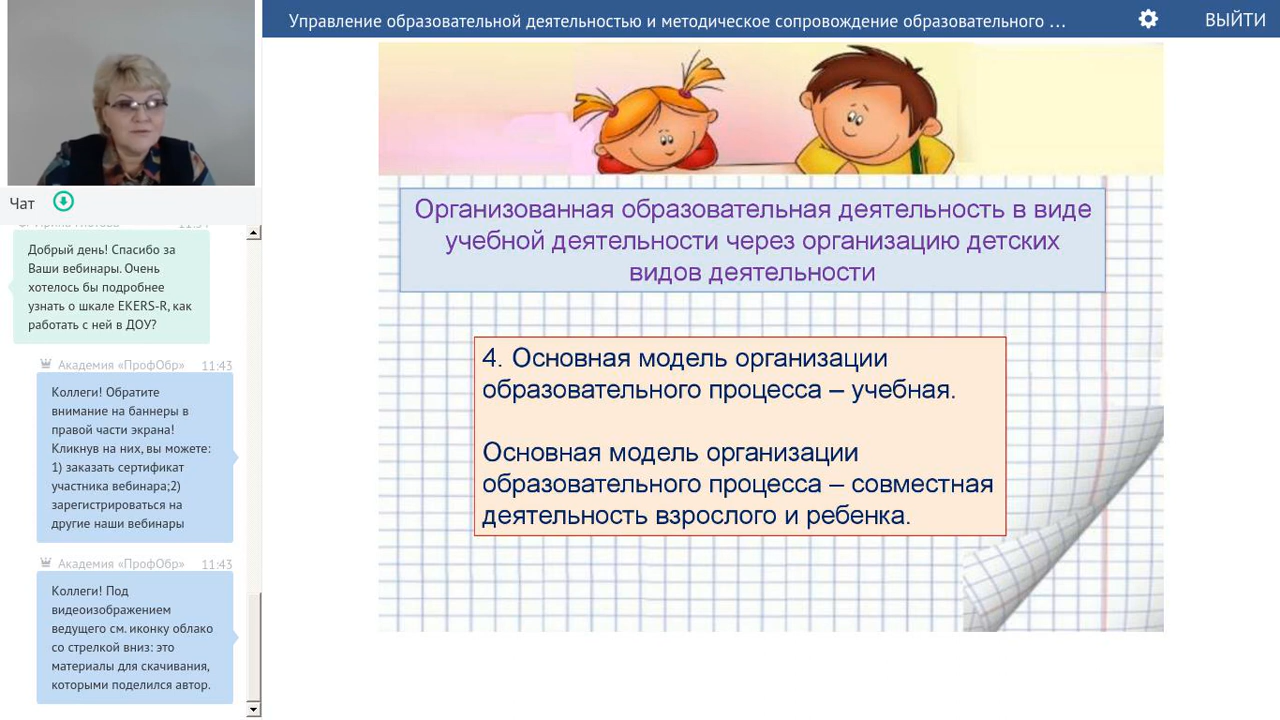 Управление образовательной деятельностью и методическое сопровождение образовательного ...
ВЫЙТИ
Чат
Добрый день! Спасибо за
Ваши вебинары. Очень
хотелось бы подробнее
узнать о шкале EKERS-R, как
работать с ней в ДОУ?
Академия «ПрофОбр» 11:43
Коллеги! Обратите
внимание на баннеры в
правой части экрана!
Кликнув на них, вы можете:
1) заказать сертификат
участника вебинара;2)
зарегистрироваться на
другие наши вебинары
Академия «ПрофОбр» 11:43
Коллеги! Под
видеоизображением
ведущего см. иконку облако
со стрелкой вниз: это
материалы для скачивания,
которыми поделился автор.
Организованная образовательная деятельность в виде
учебной деятельности через организацию детских
видов деятельности
4. Основная модель организации
образовательного процесса – учебная.
Основная модель организации
образовательного процесса – совместная
деятельность взрослого и ребенка.